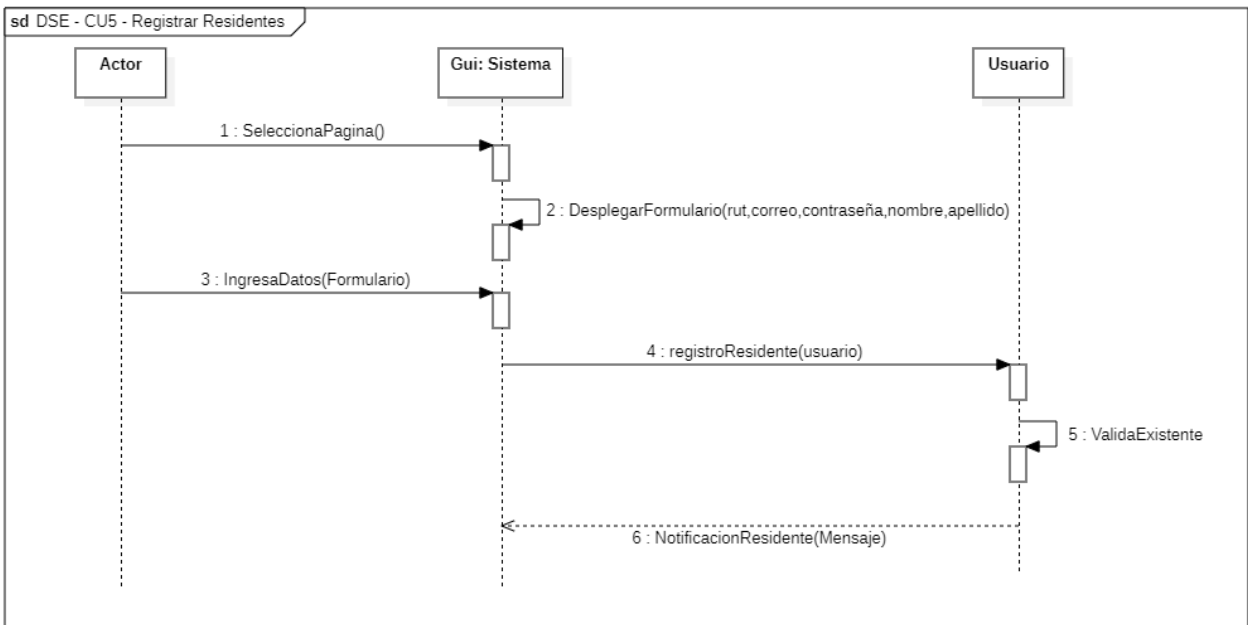 sd DSE - CU5 - Registrar Residentes
Actor
Gui: Sistema
Usuario
1 : SeleccionaPagina()
2 : DesplegarFormulario(rut,correo,contraseña,nombre,apellido)
3 : IngresaDatos(Formulario)
4 : registroResidente(usuario)
5 : ValidaExistente
6 : NotificacionResidente(Mensaje)